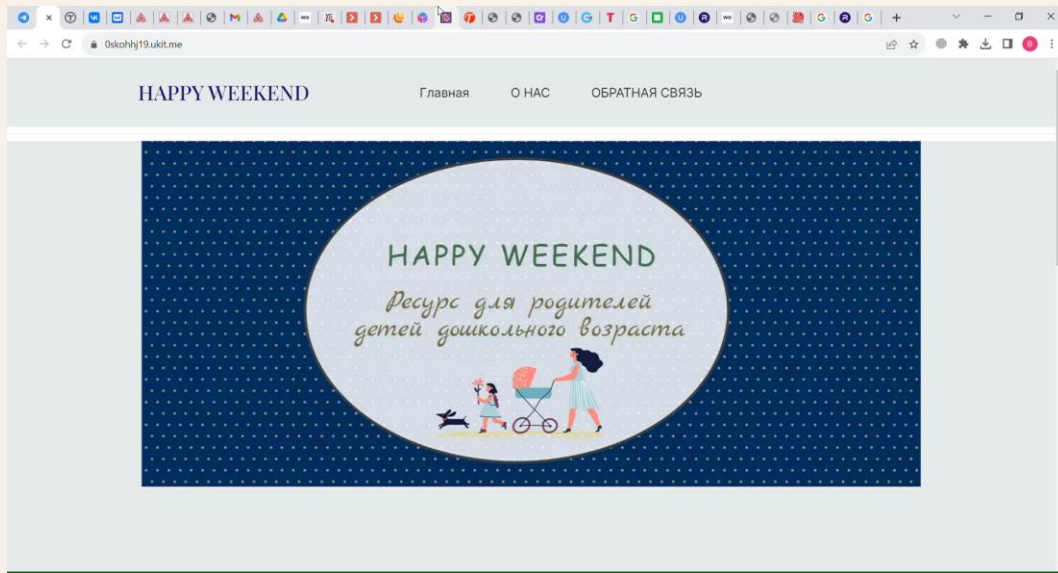 0skohhj19.ukit.me
HAPPY WEEKEND
Главная
О НАС
ОБРАТНАЯ СВЯЗЬ
HAPPY WEEKEND
Ресурс для родителей
детей дошкольного возраста